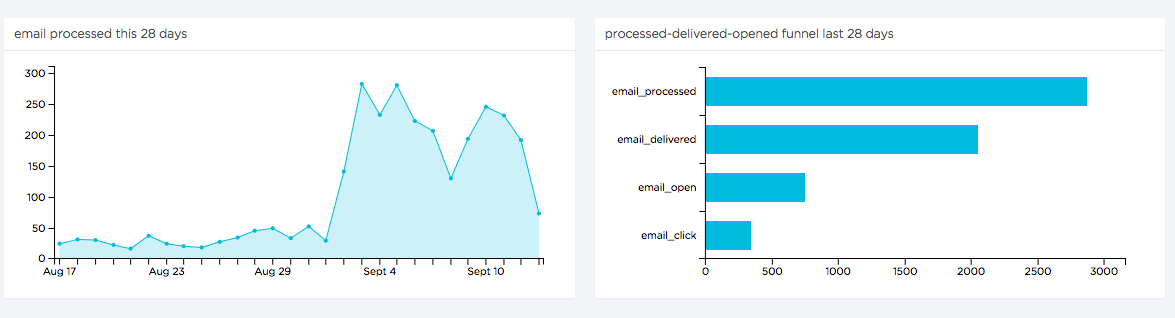 email processed this 28 days
300
250
200
150
100
50
0
Aug 17
Aug 23
Aug 29
Sept 4
Sept 10
processed-delivered-opened funnel last 28 days
email_processed
email_delivered
email_open
email_click
0
500
1000
1500
2000
2500
3000